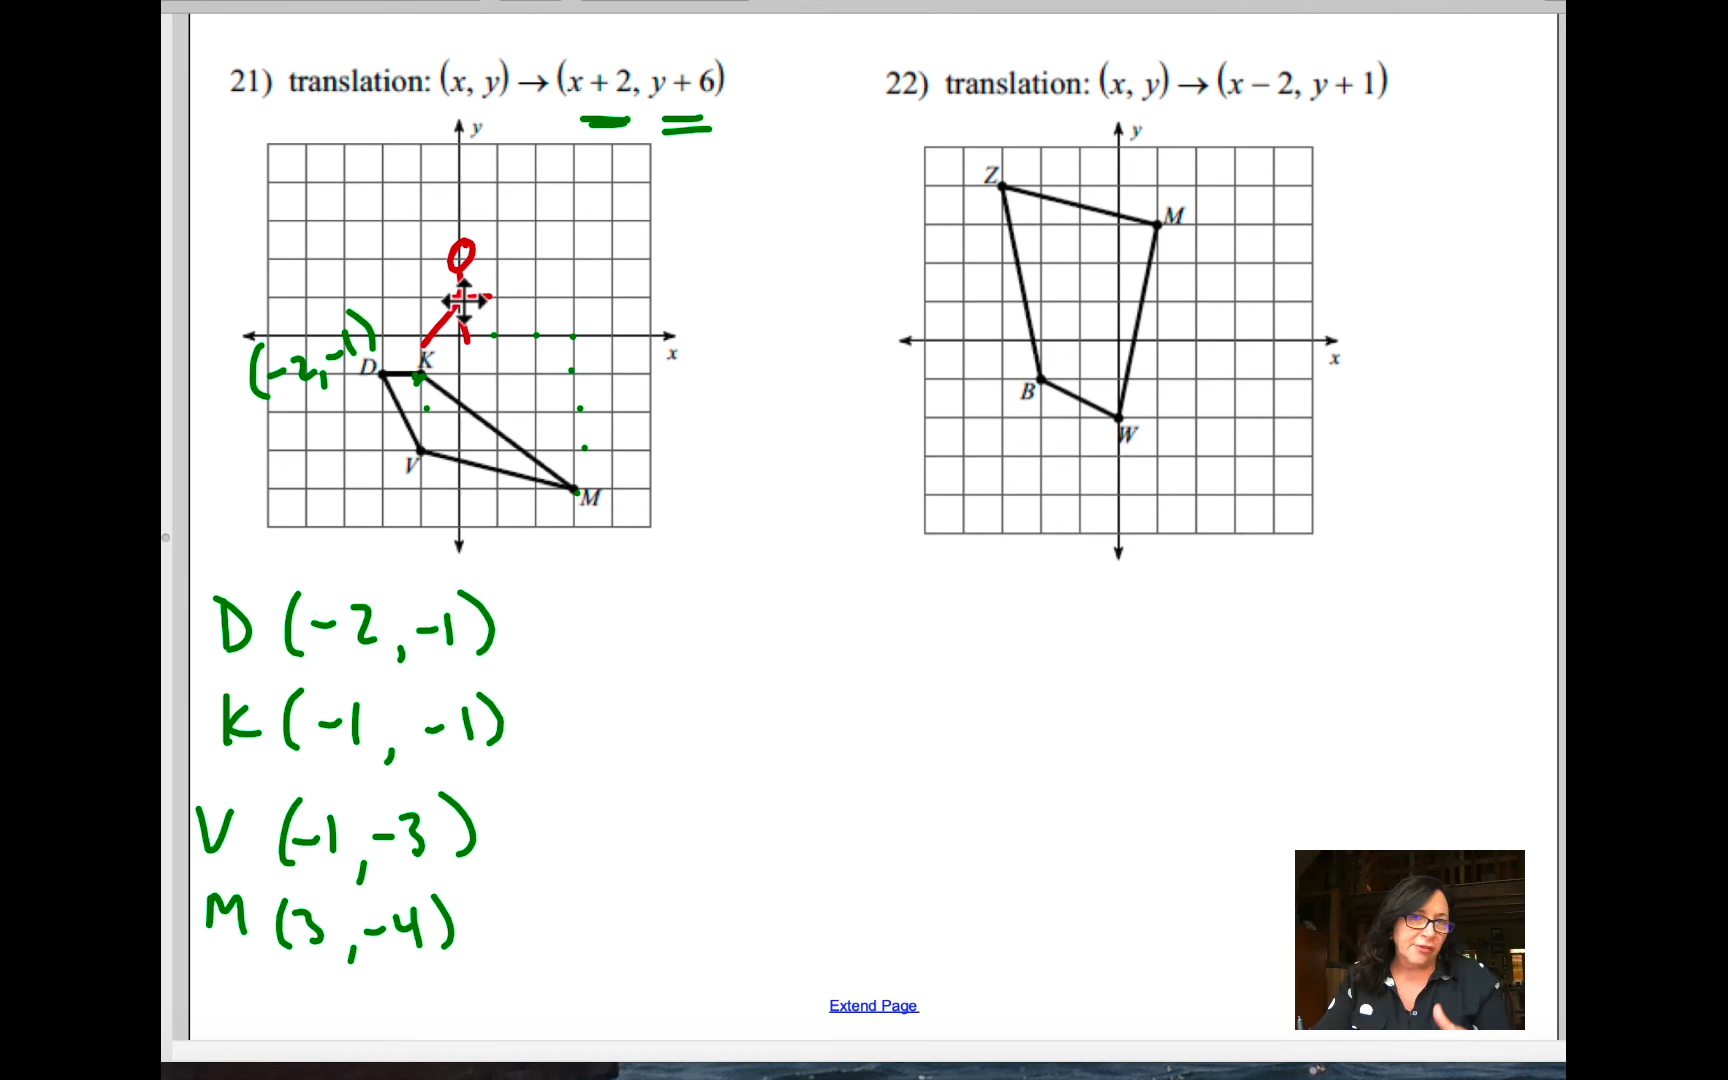 21) translation: (x, y) → (x + 2, y + 6)
y
x
(-2, -1)
D
K
V
M
D (-2, -1)
K (-1, -1)
V (-1, -3)
M (3, -4)
22) translation: (x, y) → (x − 2, y + 1)
y
Z
M
x
B
W
Extend Page